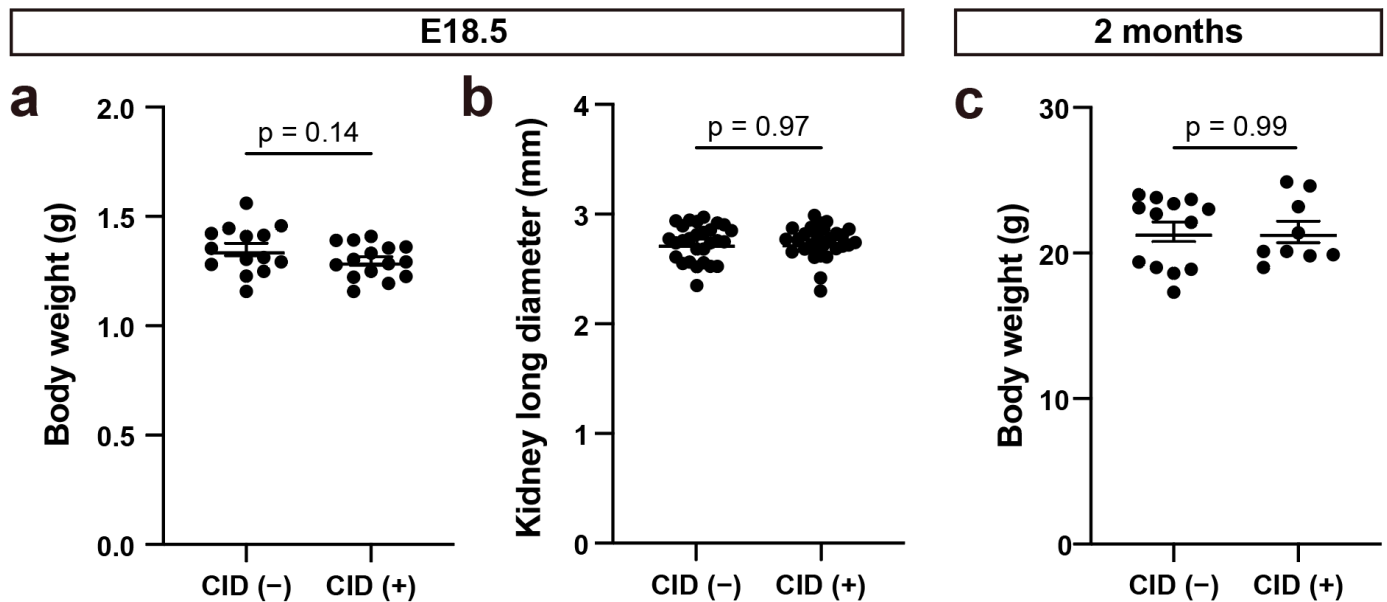 E18.5
2 months
a
Body weight (g)
2.0
1.5
1.0
0.5
0.0
p = 0.14
CID (−)
CID (+)
b
Kidney long diameter (mm)
4
3
2
1
0
p = 0.97
CID (−)
CID (+)
c
Body weight (g)
30
20
10
0
p = 0.99
CID (−)
CID (+)